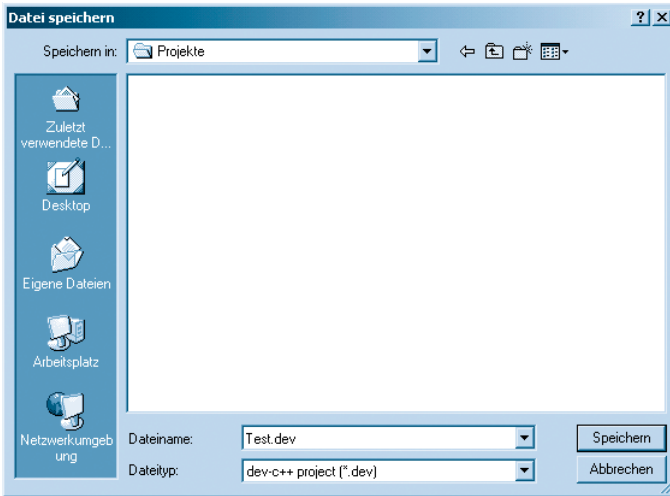 Datei speichern
Speichern in:
Projekte
Zuletzt
verwendete D...
Desktop
Eigene Dateien
Arbeitsplatz
Netzwerkumgeb
ung
Dateiname:
Test.dev
Speichern
Dateityp:
dev-c++ project (*.dev)
Abbrechen